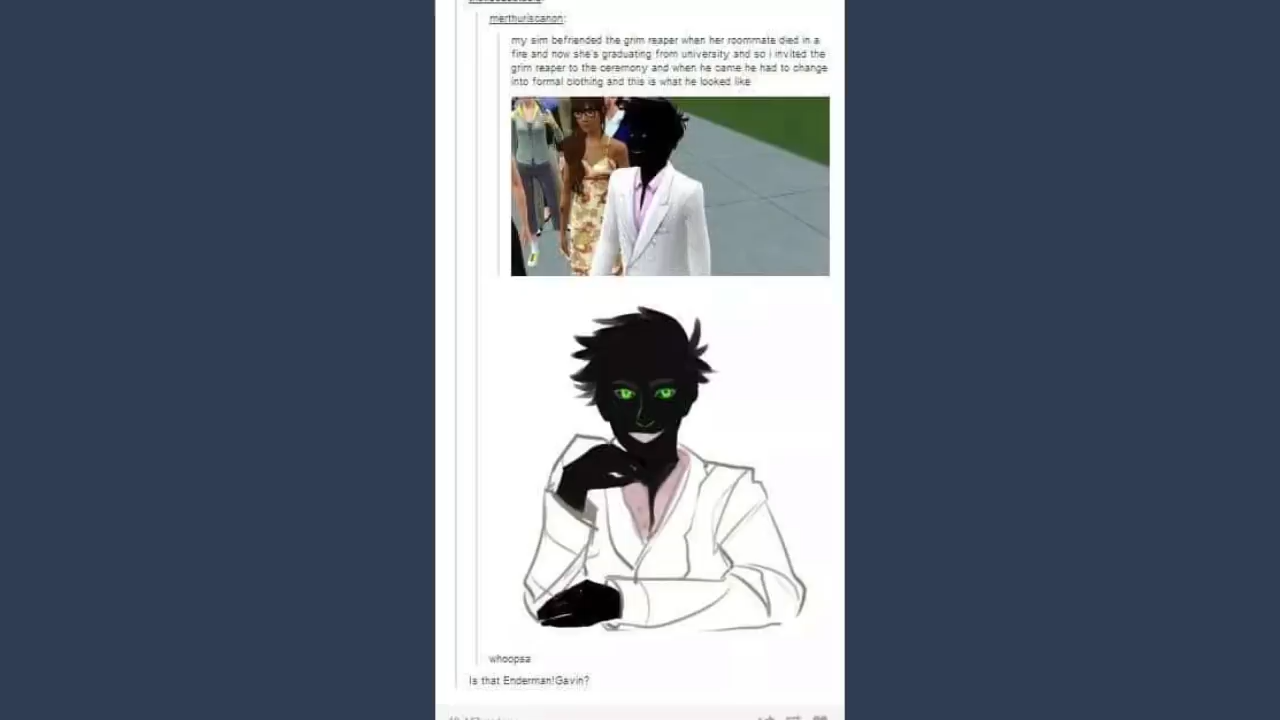 merthuriscanon:
my sim befriended the grim reaper when her roommate died in a
fire and now she's graduating from university and so i invited the
grim reaper to the ceremony and when he came he had to change
into formal clothing and this is what he looked like
whoopsa
Is that Enderman!Gavin?